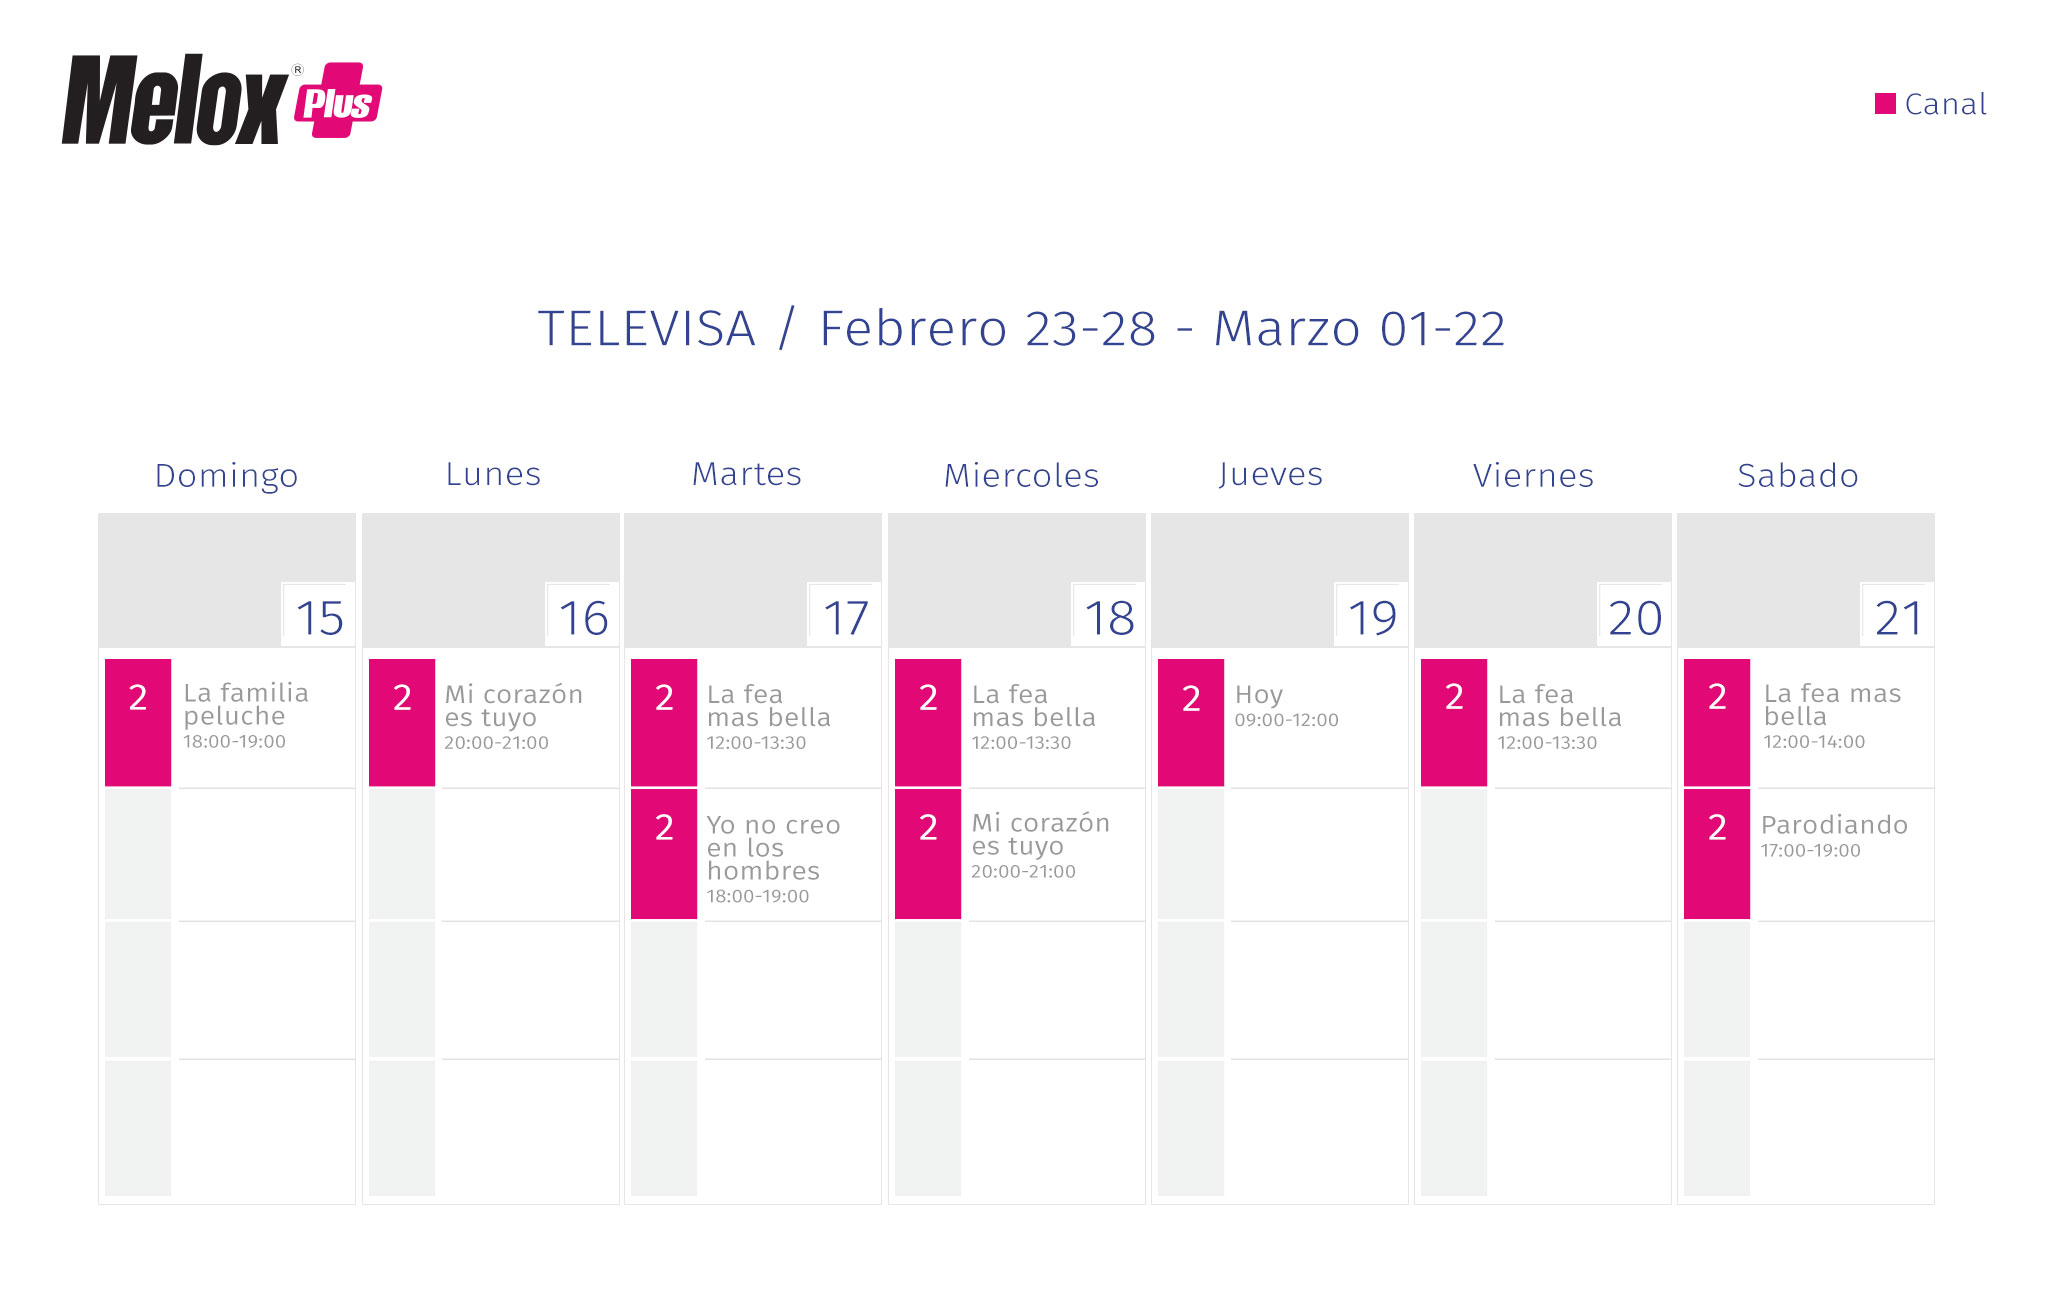 Melox® Plus
Canal
TELEVISA / Febrero 23-28 - Marzo 01-22
Domingo
Lunes
Martes
Miercoles
Jueves
Viernes
Sabado
15
16
17
18
19
20
21
2
La familia
peluche
18:00-19:00
2
Mi corazón
es tuyo
20:00-21:00
2
La fea
mas bella
12:00-13:30
2
La fea
mas bella
12:00-13:30
2
Hoy
09:00-12:00
2
La fea
mas bella
12:00-13:30
2
La fea mas
bella
12:00-14:00
2
Yo no creo
en los
hombres
18:00-19:00
2
Mi corazón
es tuyo
20:00-21:00
2
Parodiando
17:00-19:00